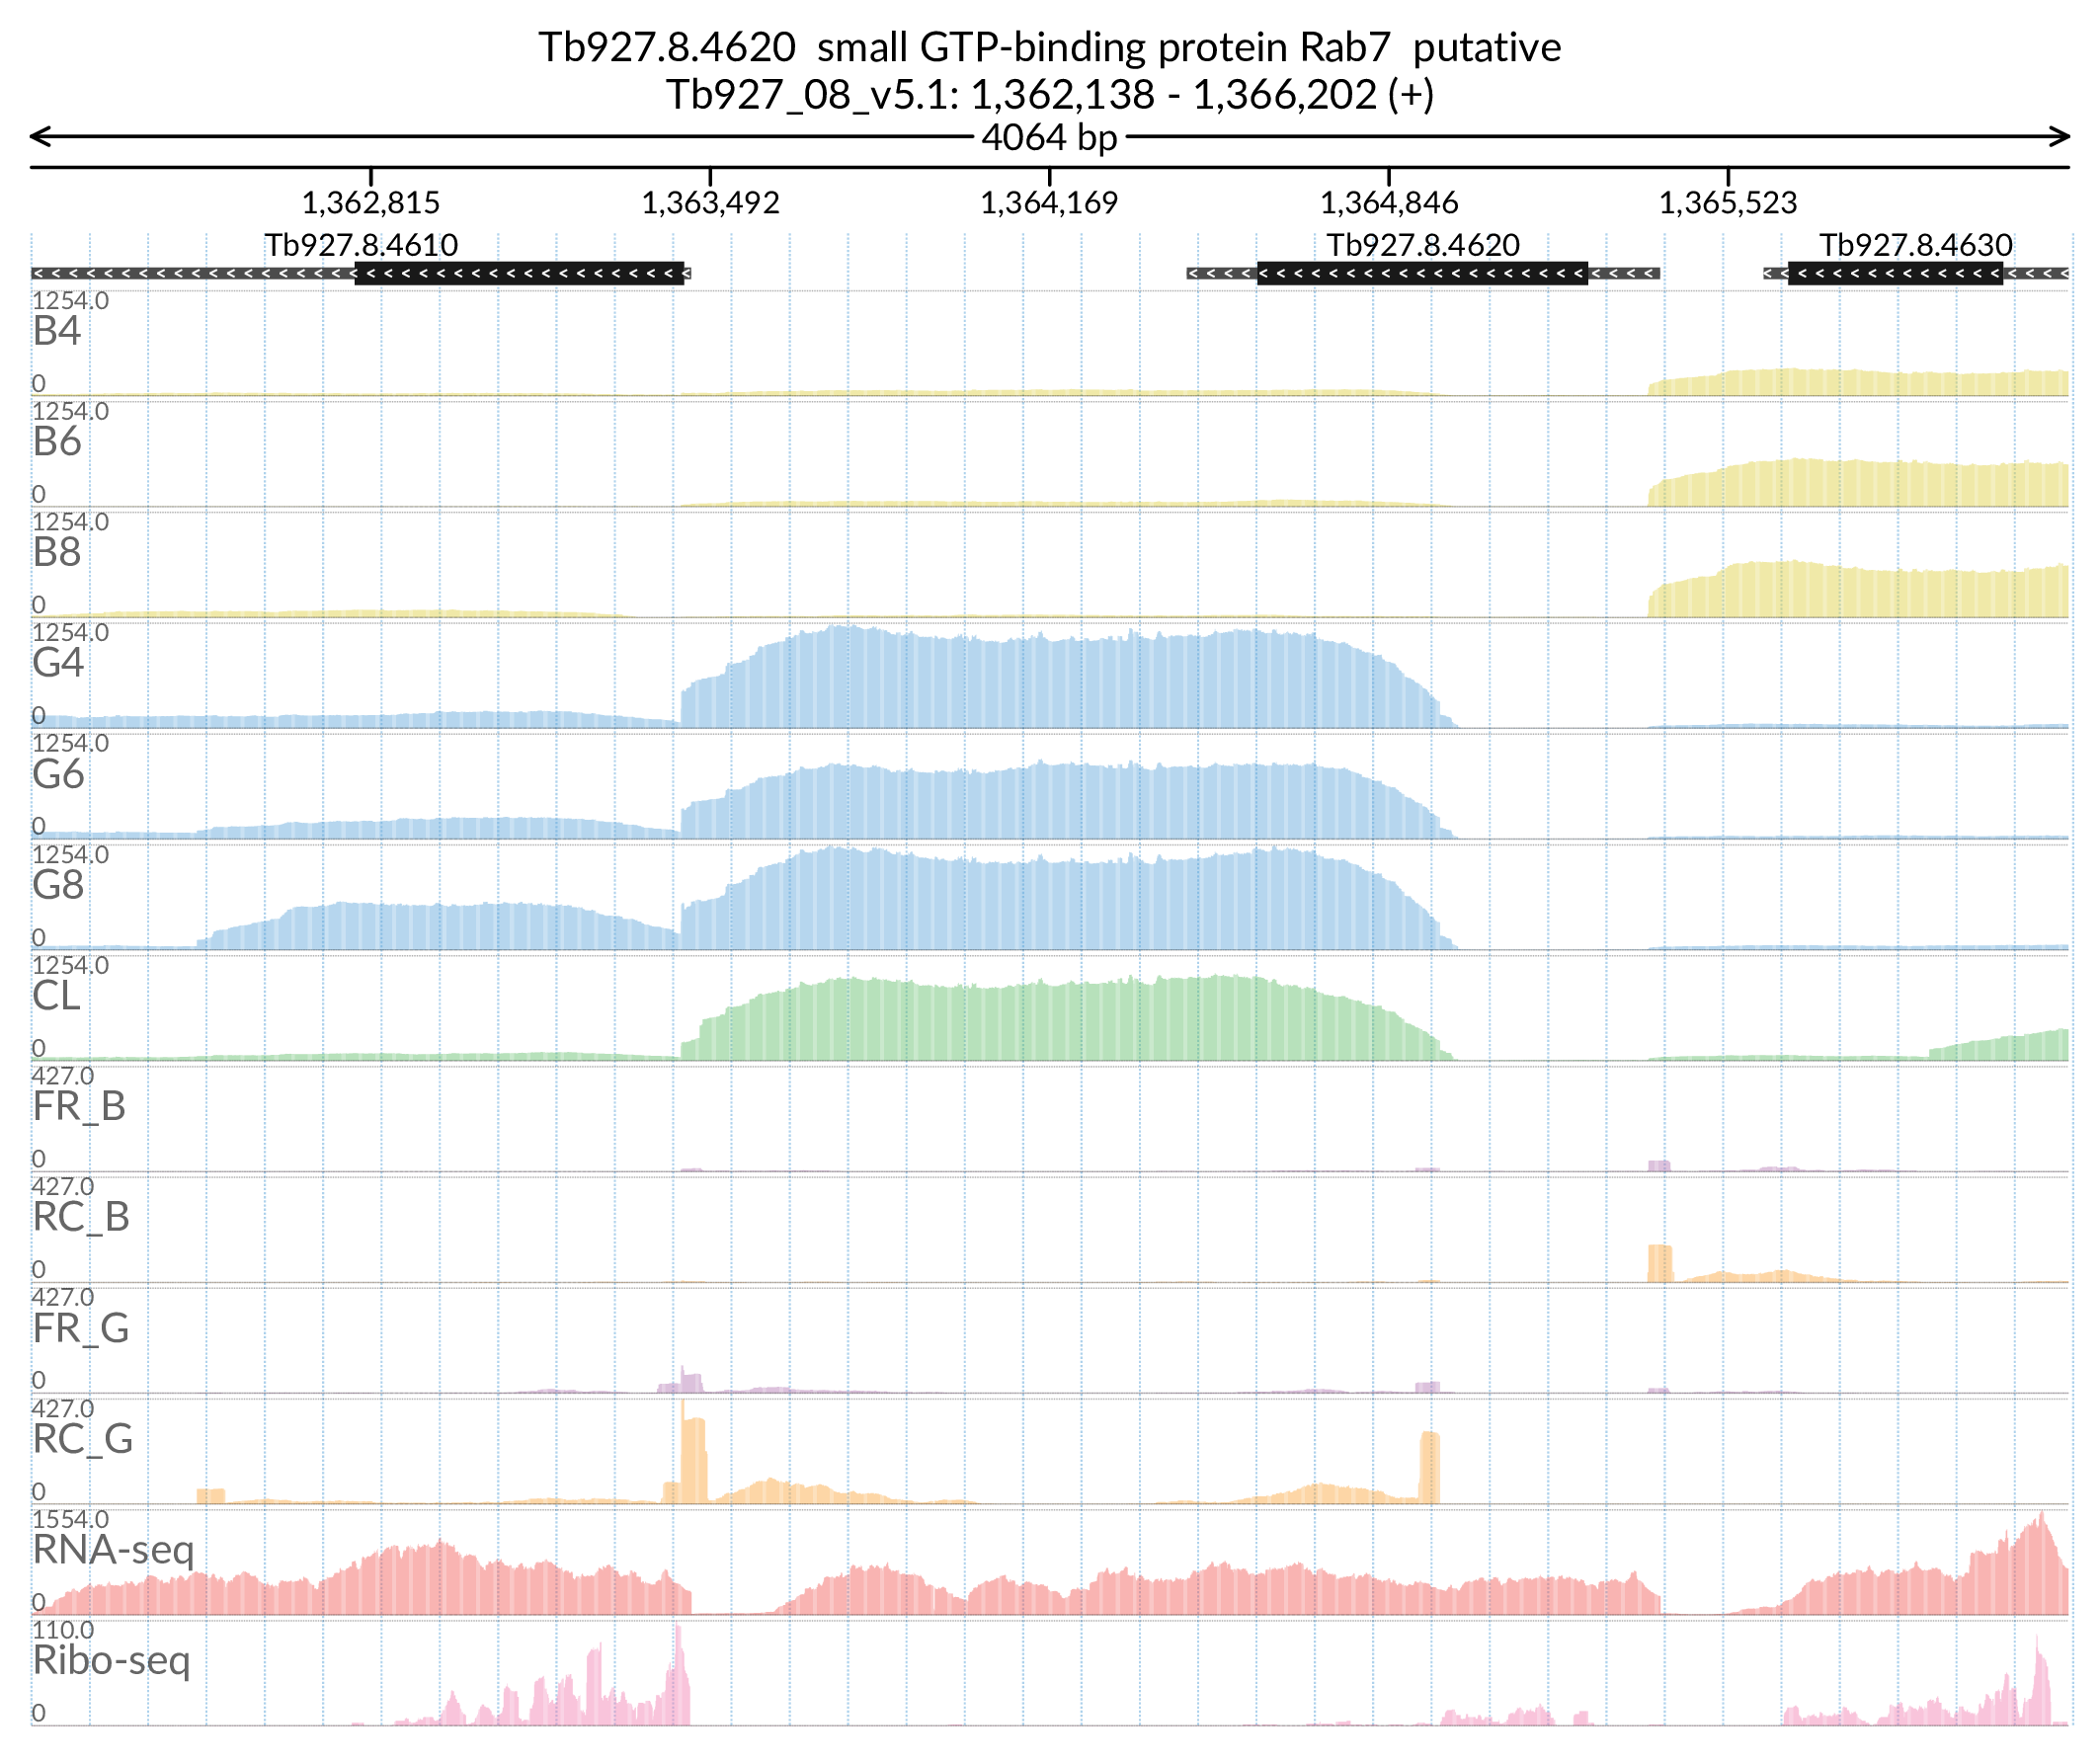 Tb927.8.4620  small GTP-binding protein Rab7  putative
Tb927_08_v5.1: 1,362,138 - 1,366,202 (+)
4064 bp
1,362,815 1,363,492 1,364,169 1,364,846 1,365,523
Tb927.8.4610 Tb927.8.4620 Tb927.8.4630
1254.0
B4
0
1254.0
B6
0
1254.0
B8
0
1254.0
G4
0
1254.0
G6
0
1254.0
G8
0
1254.0
CL
0
427.0
FR_B
0
427.0
RC_B
0
427.0
FR_G
0
427.0
RC_G
0
1554.0
RNA-seq
0
110.0
Ribo-seq
0